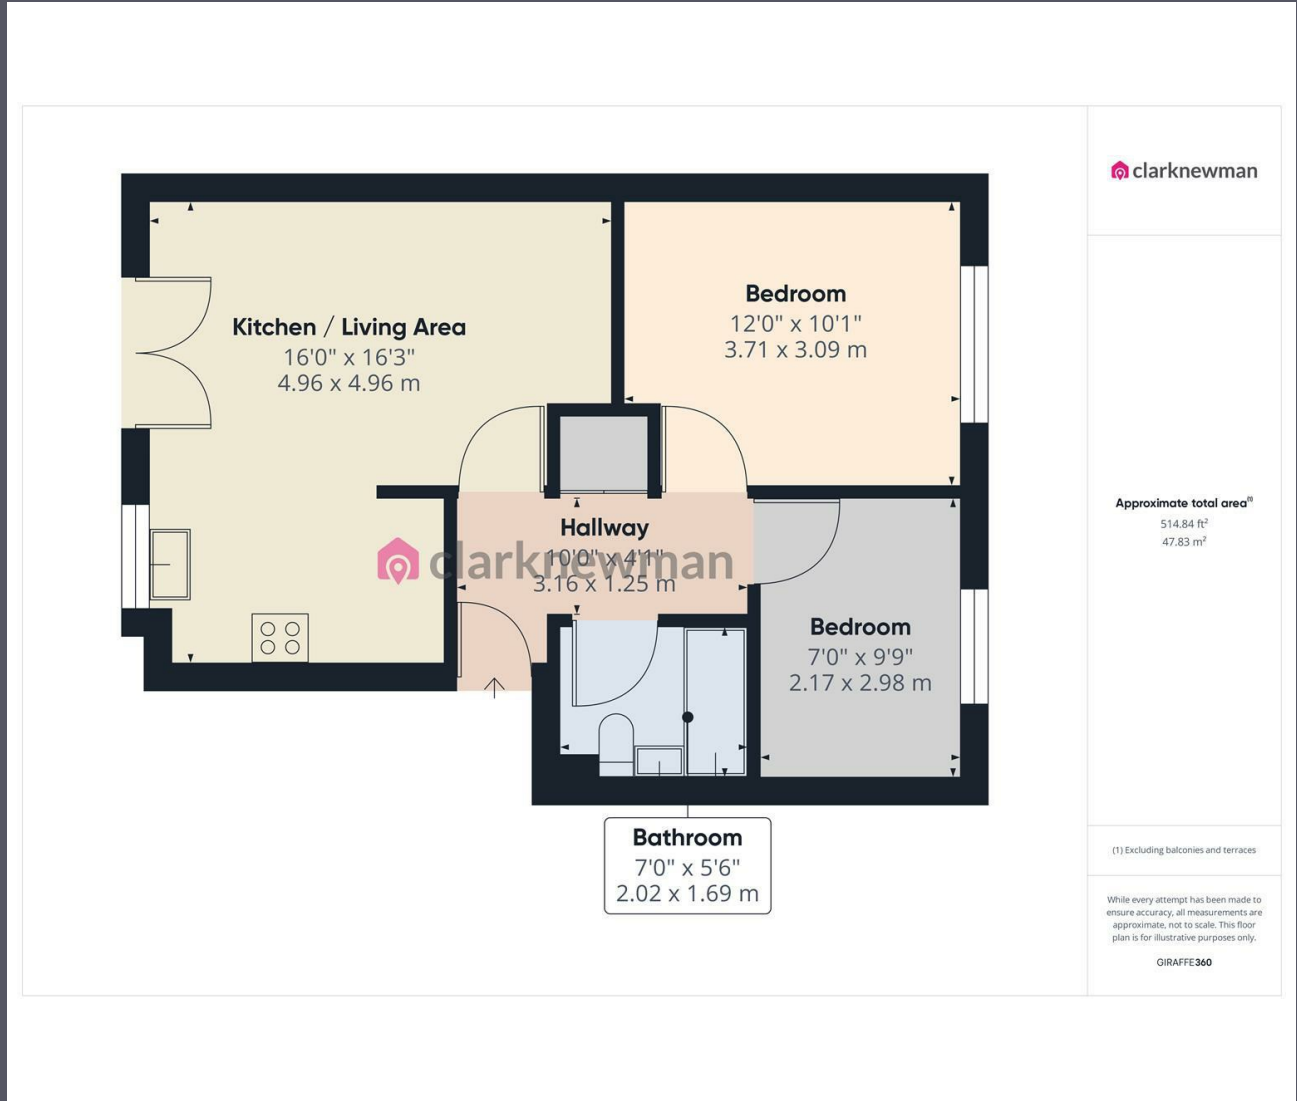 clarknewman
Kitchen / Living Area
16'0" x 16'3"
4.96 x 4.96 m
Bedroom
12'0" x 10'1"
3.71 x 3.09 m
Hallway
10'0" x 4'1"
3.16 x 1.25 m
clarknewman
Bedroom
7'0" x 9'9"
2.17 x 2.98 m
Bathroom
7'0" x 5'6"
2.02 x 1.69 m
Approximate total area⁽¹⁾
514.84 ft²
47.83 m²
(1) Excluding balconies and terraces
While every attempt has been made to
ensure accuracy, all measurements are
approximate, not to scale. This floor
plan is for illustrative purposes only.
GIRAFFE360